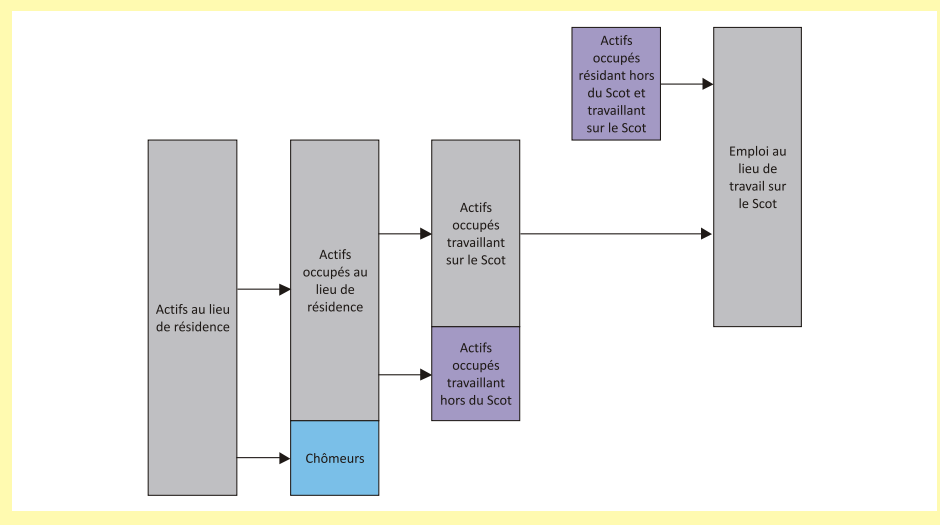 Actifs
occupés
résidant hors
du Scot et
travaillant
sur le Scot
Emploi au
lieu de
travail sur
le Scot
Actifs
occupés
travaillant
sur le Scot
Actifs
occupés au
lieu de
résidence
Actifs au lieu
de résidence
Actifs
occupés
travaillant
hors du Scot
Chômeurs